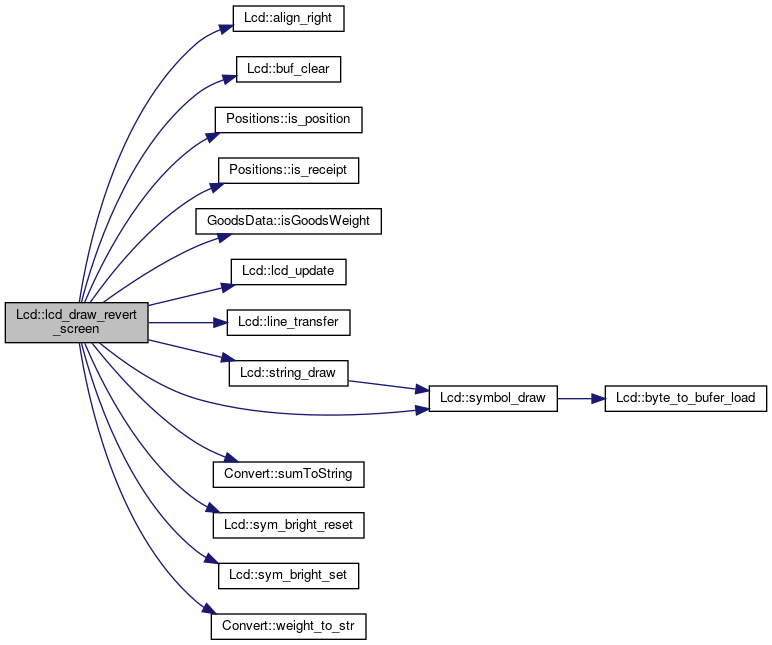 Lcd::align_right
Lcd::buf_clear
Positions::is_position
Positions::is_receipt
GoodsData::isGoodsWeight
Lcd::lcd_update
Lcd::lcd_draw_revert
_screen
Lcd::line_transfer
Lcd::string_draw
Lcd::symbol_draw
Lcd::byte_to_bufer_load
Convert::sumToString
Lcd::sym_bright_reset
Lcd::sym_bright_set
Convert::weight_to_str